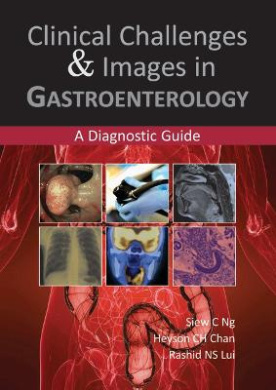 Clinical Challenges
& Images in
GASTROENTEROLOGY
A Diagnostic Guide
Siew C Ng
Heyson CH Chan
Rashid NS Lui